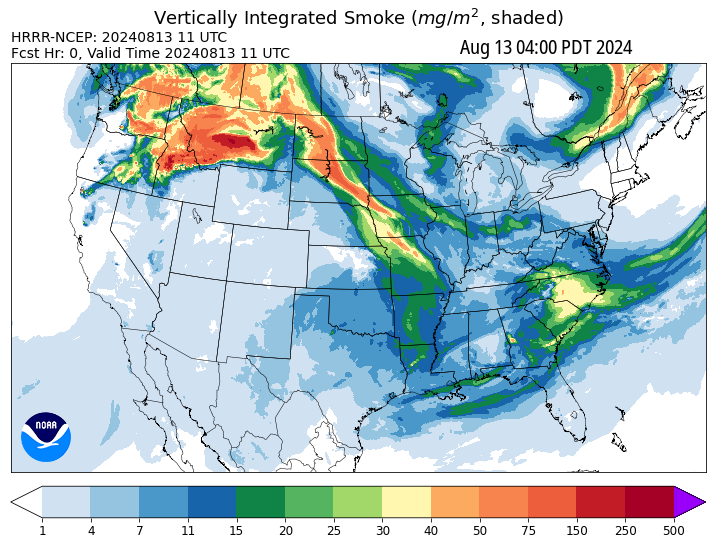 Vertically Integrated Smoke (mg/m², shaded)
HRRR-NCEP: 20240813 11 UTC
Fcst Hr: 0, Valid Time 20240813 11 UTC
Aug 13 04:00 PDT 2024
NOAA
1 4 7 11 15 20 25 30 40 50 75 150 250 500